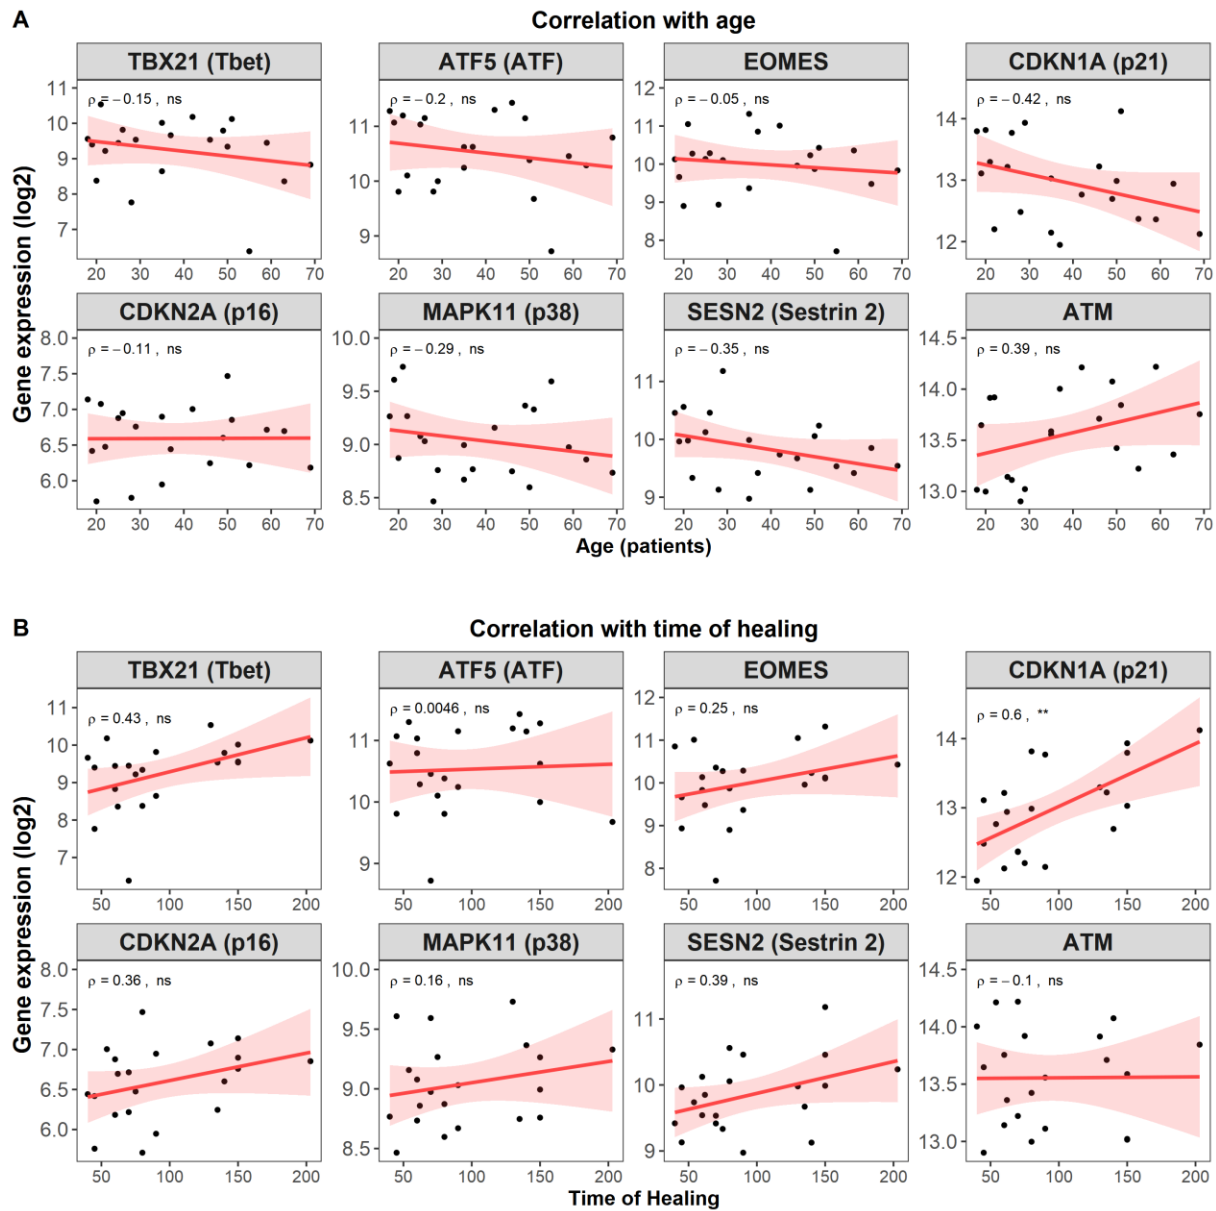 A
Correlation with age
TBX21 (Tbet)
ATF5 (ATF)
EOMES
CDKN1A (p21)
ρ = −0.15 , ns
ρ = −0.2 , ns
ρ = −0.05 , ns
ρ = −0.42 , ns
11
10
9
8
7
11
10
9
12
11
10
9
8
14
13
12
20 30 40 50 60 70
20 30 40 50 60 70
20 30 40 50 60 70
20 30 40 50 60 70
Gene expression (log2)
CDKN2A (p16)
MAPK11 (p38)
SESN2 (Sestrin 2)
ATM
ρ = −0.11 , ns
ρ = −0.29 , ns
ρ = −0.35 , ns
ρ = 0.39 , ns
8.0
7.5
7.0
6.5
6.0
10.0
9.5
9.0
8.5
11
10
9
14.5
14.0
13.5
13.0
20 30 40 50 60 70
20 30 40 50 60 70
20 30 40 50 60 70
20 30 40 50 60 70
Age (patients)
B
Correlation with time of healing
TBX21 (Tbet)
ATF5 (ATF)
EOMES
CDKN1A (p21)
ρ = 0.43 , ns
ρ = 0.0046 , ns
ρ = 0.25 , ns
ρ = 0.6 , **
11
10
9
8
7
11
10
9
12
11
10
9
8
14
13
12
50 100 150 200
50 100 150 200
50 100 150 200
50 100 150 200
Gene expression (log2)
CDKN2A (p16)
MAPK11 (p38)
SESN2 (Sestrin 2)
ATM
ρ = 0.36 , ns
ρ = 0.16 , ns
ρ = 0.39 , ns
ρ = −0.1 , ns
8.0
7.5
7.0
6.5
6.0
10.0
9.5
9.0
8.5
11
10
9
14.5
14.0
13.5
13.0
50 100 150 200
50 100 150 200
50 100 150 200
50 100 150 200
Time of Healing